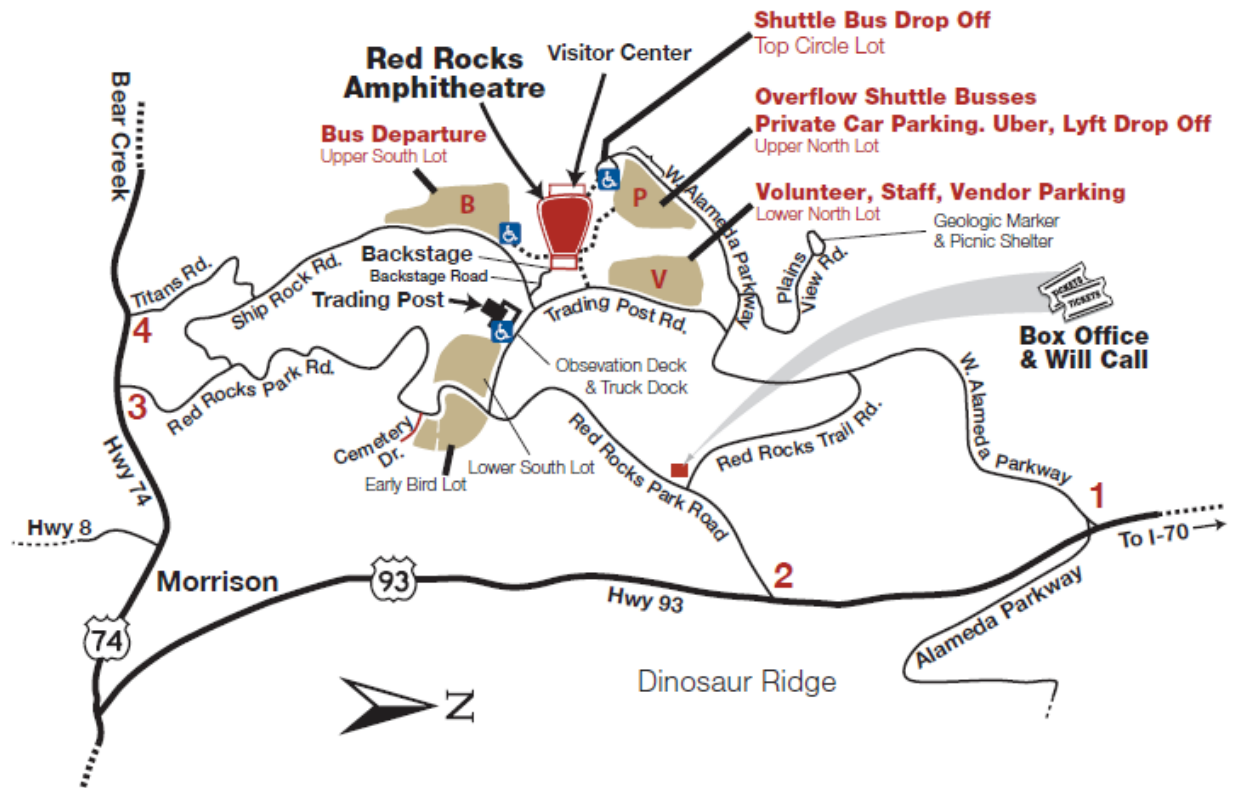 Shuttle Bus Drop Off
Top Circle Lot
Visitor Center
Red Rocks
Amphitheatre
Overflow Shuttle Busses
Private Car Parking. Uber, Lyft Drop Off
Upper North Lot
Bus Departure
Upper South Lot
Bear Creek
Volunteer, Staff, Vendor Parking
Lower North Lot
Geologic Marker
& Picnic Shelter
B
P
V
W. Alameda Parkway
Plains
View Rd.
Backstage
Backstage Road
Trading Post
Trading Post Rd.
Titans Rd.
Ship Rock Rd.
4
TICKETS
TICKETS
Box Office
& Will Call
Obsevation Deck
& Truck Dock
Red Rocks Park Rd.
3
Hwy 74
Cemetery
Dr.
Lower South Lot
Early Bird Lot
Red Rocks Park Road
Red Rocks Trail Rd.
W. Alameda
Parkway
1
To I-70
Hwy 8
Morrison
93
Hwy 93
2
Alameda Parkway
74
N
Dinosaur Ridge